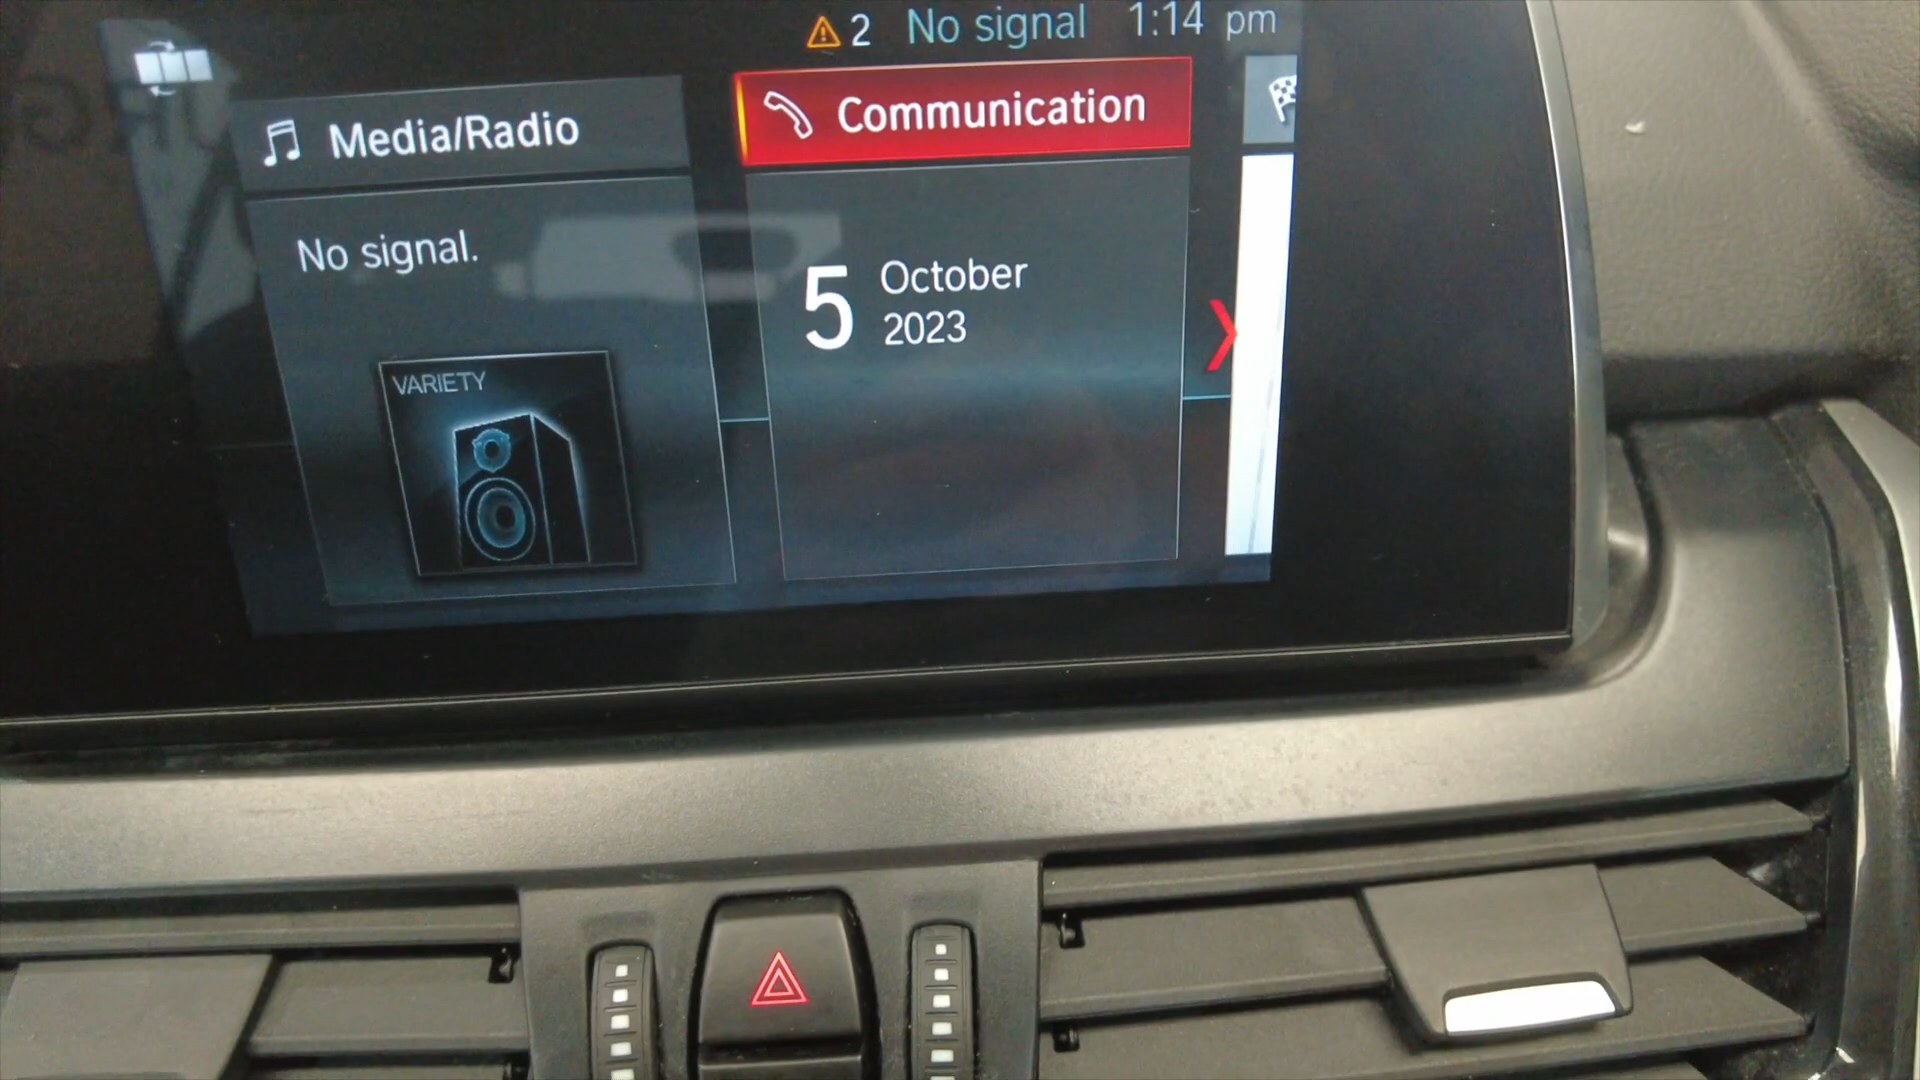 2 No signal 1:14 pm
Media/Radio
Communication
No signal.
VARIETY
5
October
2023